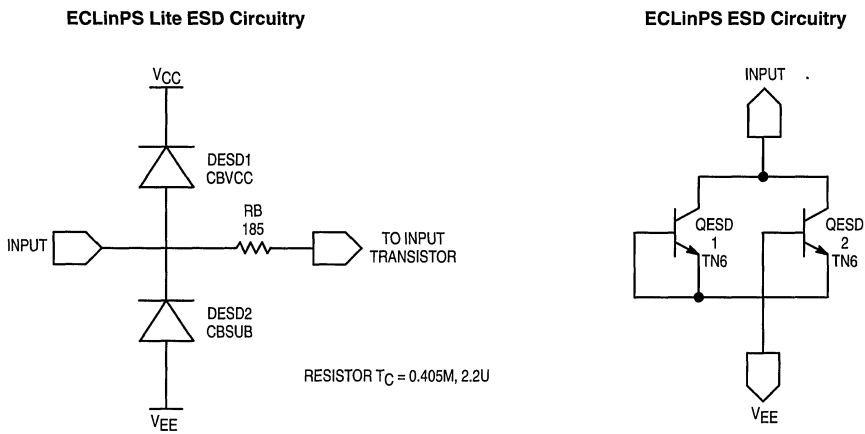 ECLinPS Lite ESD Circuitry
VCC
DESD1
CBVCC
RB
185
INPUT
TO INPUT
TRANSISTOR
DESD2
CBSUB
RESISTOR TC = 0.405M, 2.2U
VEE
ECLinPS ESD Circuitry
INPUT
QESD
1
TN6
QESD
2
TN6
VEE